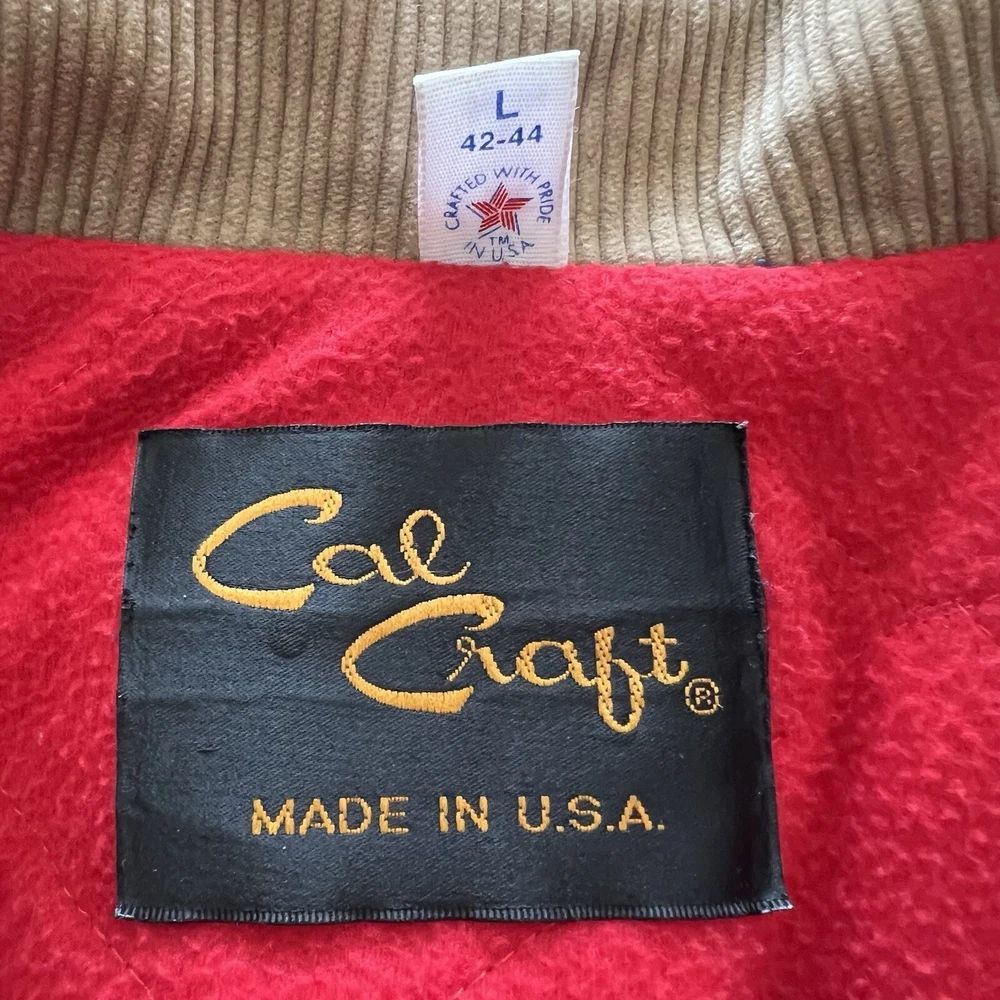 L
42-44
CRAFTED WITH PRIDE
TM
IN U.S.A
Cal
Craft®
MADE IN U.S.A.